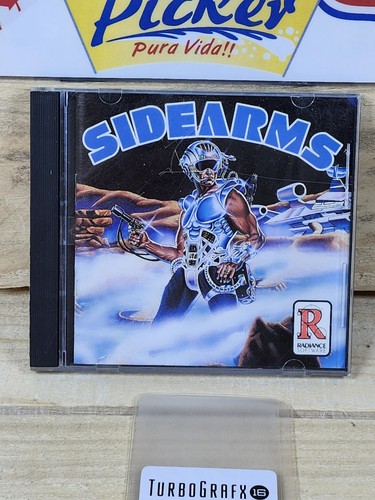 Picker
Pura Vida!!
SIDEARMS
R
RADIANCE
SOFTWARE
TURBOGRAFX 16